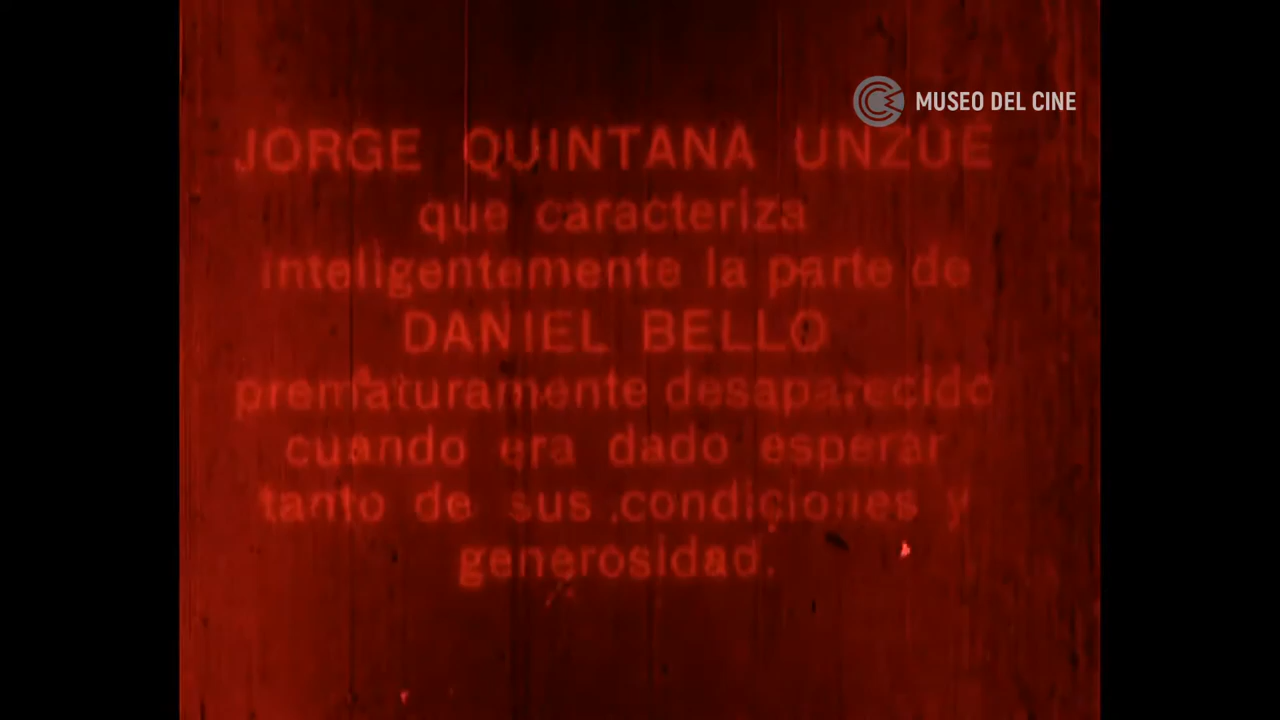 MUSEO DEL CINE
JORGE QUINTANA UNZUE
que caracteriza
inteligentemente la parte de
DANIEL BELLO
prematuramente desaparecido
cuando era dado esperar
tanto de sus condiciones y
generosidad.